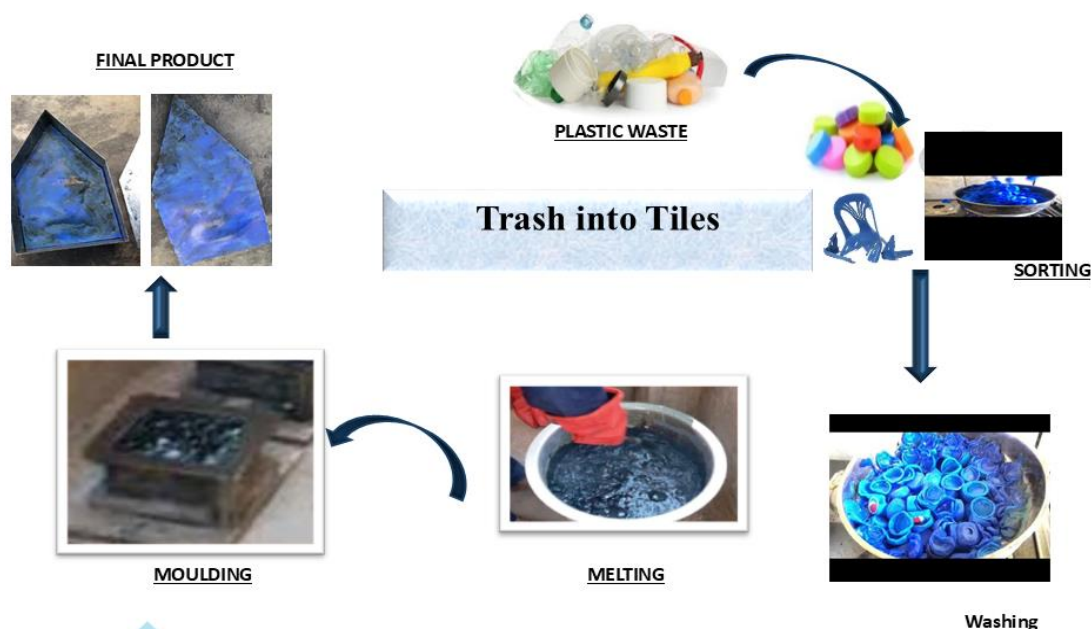 FINAL PRODUCT
PLASTIC WASTE
Trash into Tiles
SORTING
MOULDING
MELTING
Washing